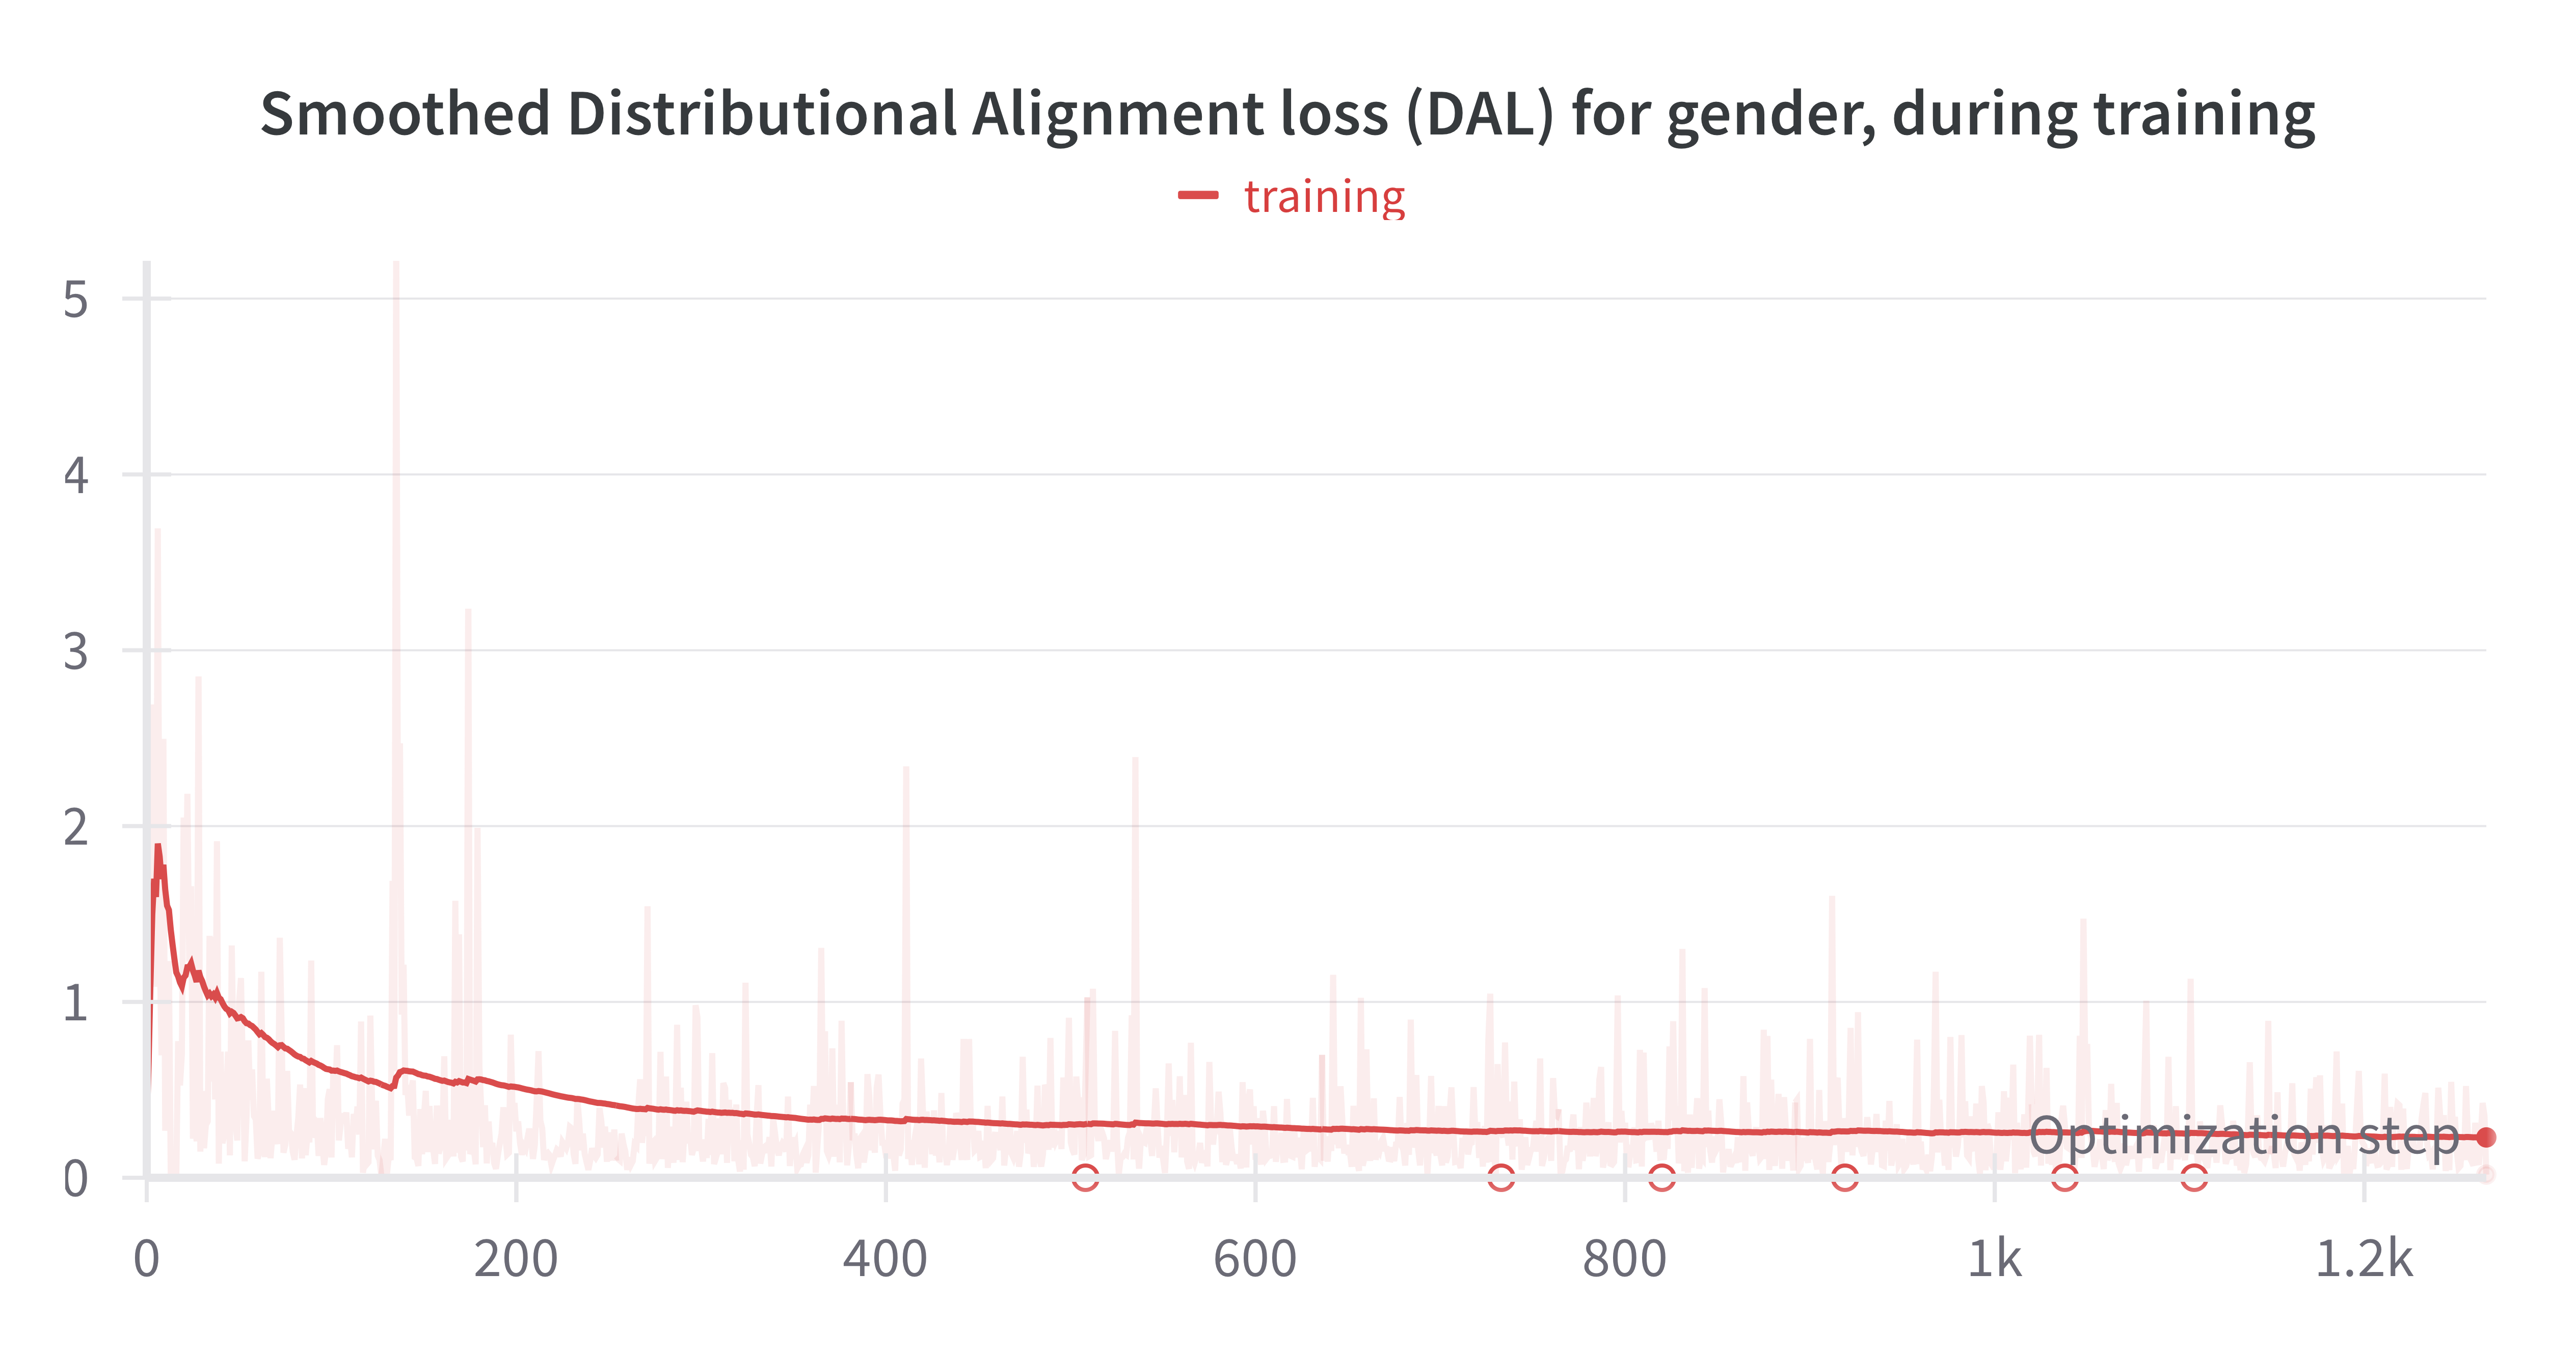 Smoothed Distributional Alignment loss (DAL) for gender, during training
training
5
4
3
2
1
0
Optimization step
0 200 400 600 800 1k 1.2k